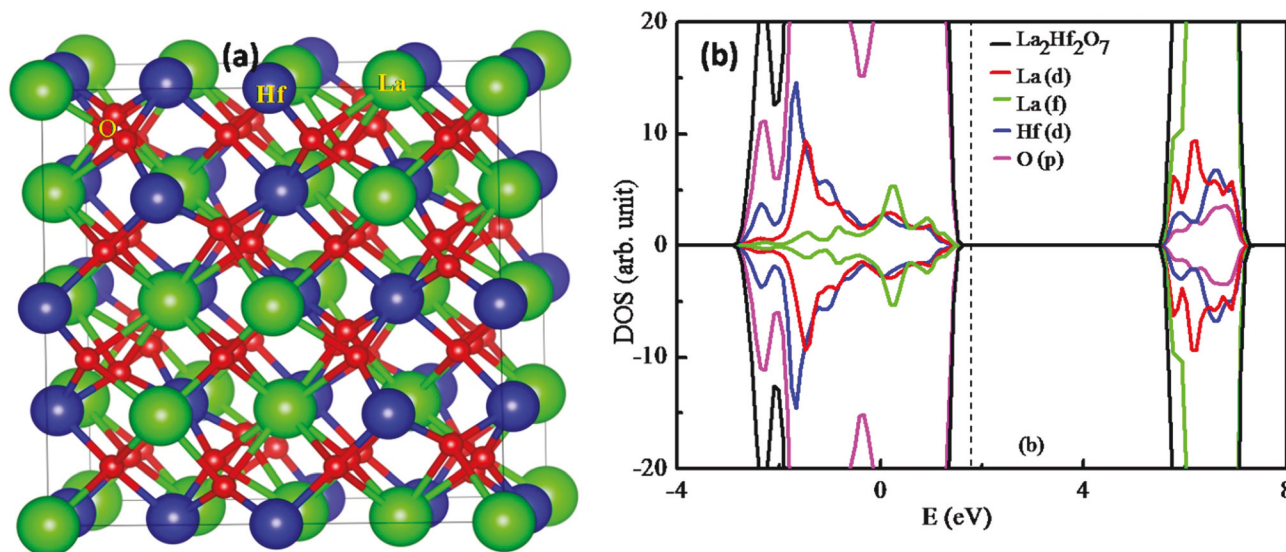 (a)
Hf
La
O
(b)
20
10
0
-10
-20
DOS (arb. unit)
La₂Hf₂O₇
La (d)
La (f)
Hf (d)
O (p)
(b)
-4
0
4
8
E (eV)